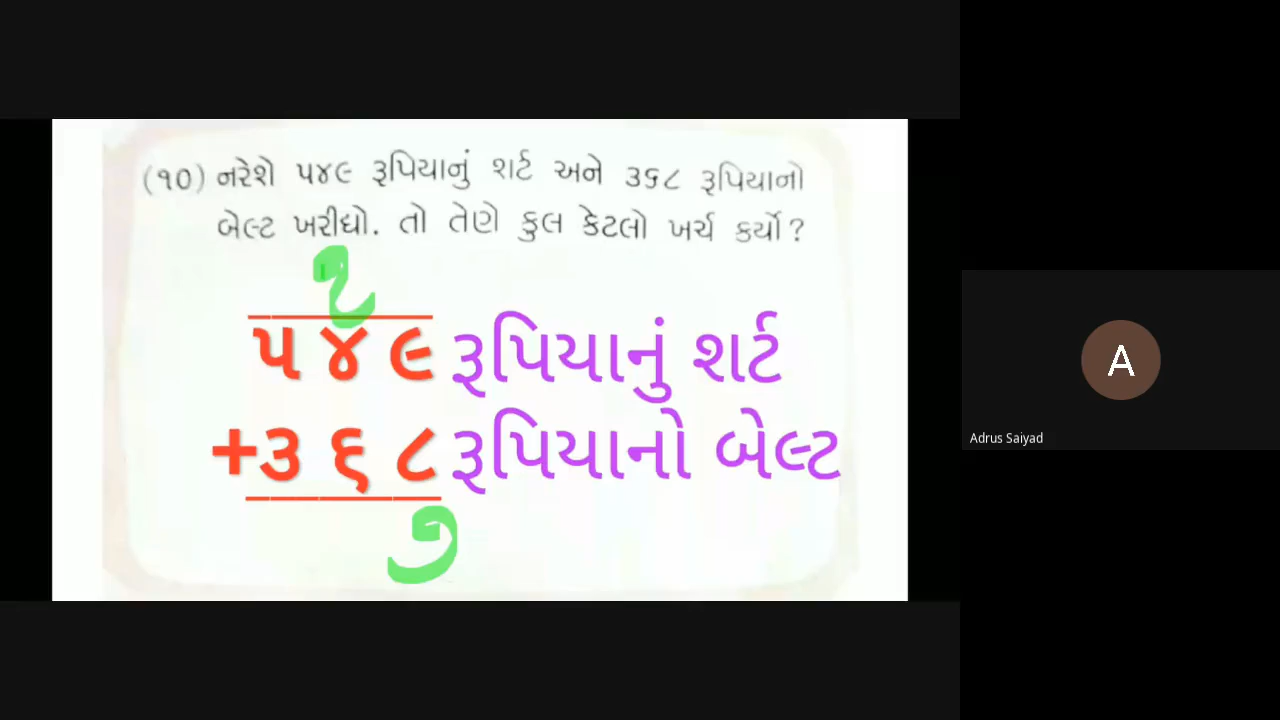 (૧૦) નરેશે ૫૪૯ રૂપિયાનું શર્ટ અને ૩૬૮ રૂપિયાનો
બેલ્ટ ખરીધો. તો તેણે કુલ કેટલો ખર્ચ કર્યો?
૧
૫ ૪ ૯ રૂપિયાનું શર્ટ
+૩ ૬ ૮ રૂપિયાનો બેલ્ટ
૭
A
Adrus Saiyad